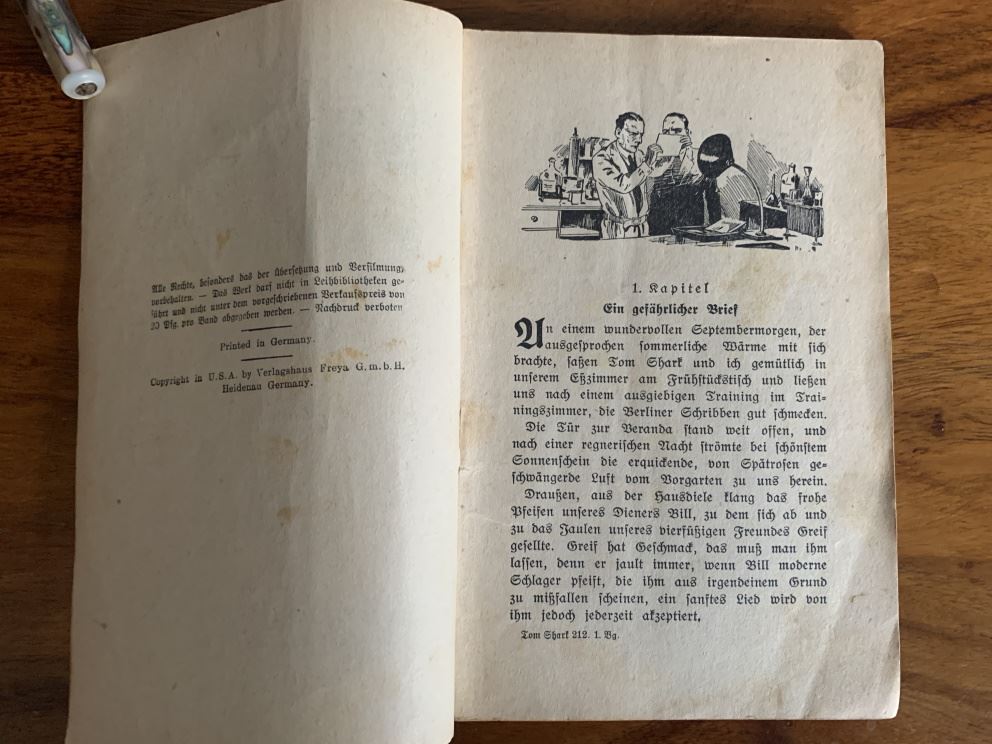 Alle Rechte, besonders das der Übersetzung und Verfilmung,
vorbehalten. — Das Werk darf nicht in Leihbibliotheken ge-
führt und nicht unter dem vorgeschriebenen Verkaufspreis von
20 Pfg. pro Band abgegeben werden. — Nachdruck verboten
Printed in Germany.
Copyright in U.S.A. by Verlagshaus Freya G.m.b.H.
Heidenau Germany.
1. Kapitel
Ein gefährlicher Brief
An einem wundervollen Septembermorgen, der
ausgesprochen sommerliche Wärme mit sich
brachte, saßen Tom Shark und ich gemütlich in
unserem Eßzimmer am Frühstückstisch und ließen
uns nach einem ausgiebigen Training im Trai-
ningszimmer, die Berliner Schribben gut schmecken.
Die Tür zur Veranda stand weit offen, und
nach einer regnerischen Nacht strömte bei schönstem
Sonnenschein die erquickende, von Spätrosen ge-
schwängerde Luft vom Vorgarten zu uns herein.
Draußen, aus der Hausdiele klang das frohe
Pfeifen unseres Dieners Bill, zu dem sich ab und
zu das Jaulen unseres vierfüßigen Freundes Greif
gesellte. Greif hat Geschmack, das muß man ihm
lassen, denn er jault immer, wenn Bill moderne
Schlager pfeift, die ihm aus irgendeinem Grund
zu mißfallen scheinen, ein sanftes Lied wird von
ihm jedoch jederzeit akzeptiert.
Tom Shark 212. 1. Bg.